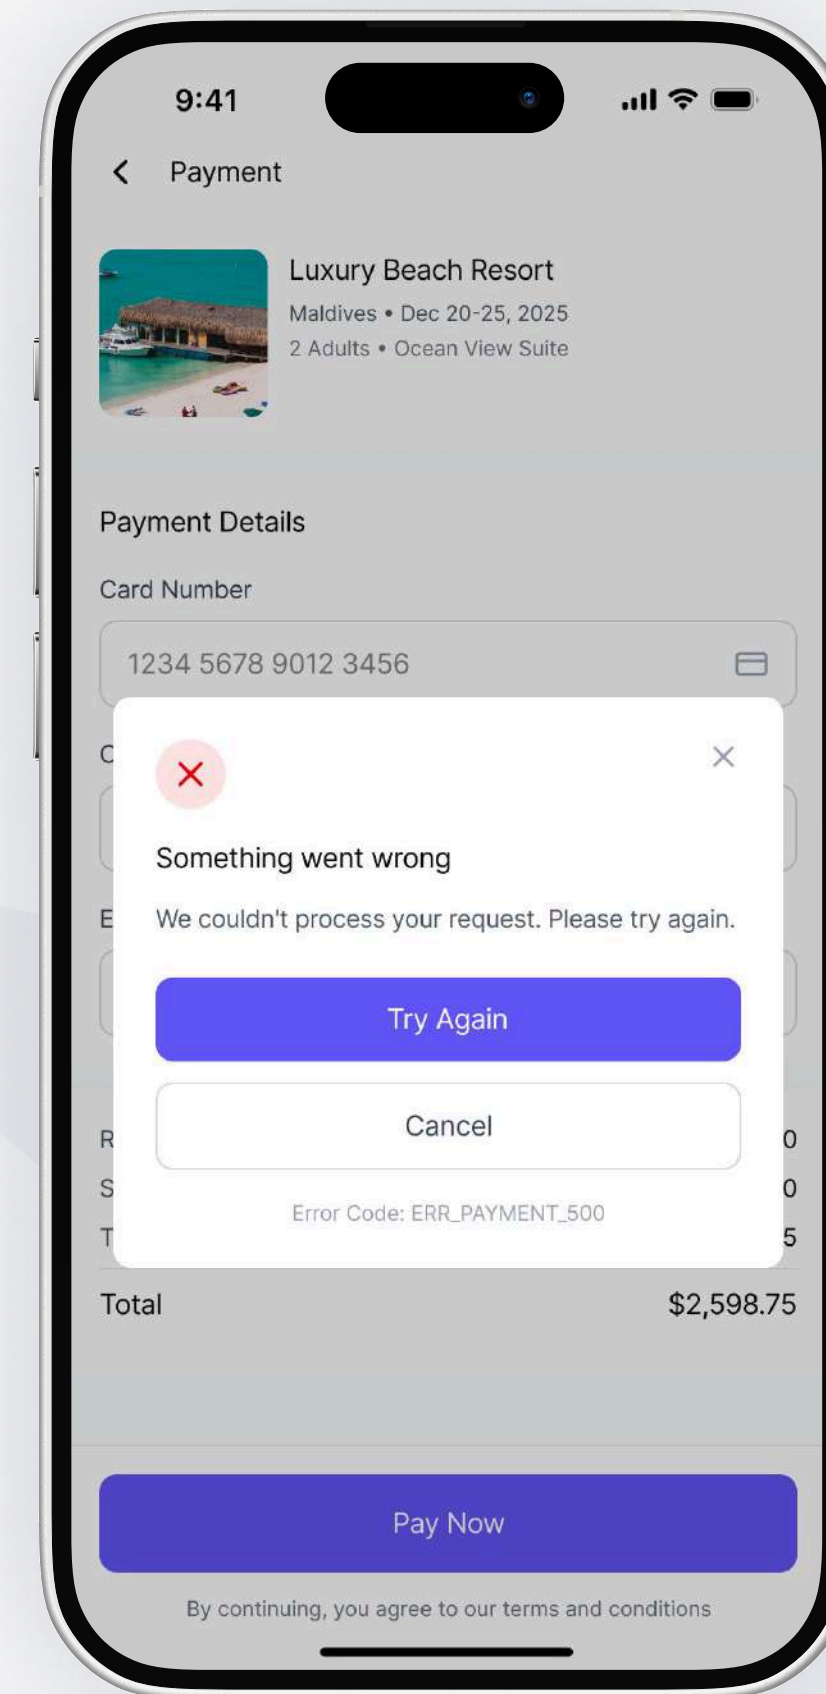 9:41
Payment
Luxury Beach Resort
Maldives • Dec 20-25, 2025
2 Adults • Ocean View Suite
Payment Details
Card Number
1234 5678 9012 3456
Something went wrong
We couldn't process your request. Please try again.
Try Again
Cancel
Error Code: ERR_PAYMENT_500
Total $2,598.75
Pay Now
By continuing, you agree to our terms and conditions